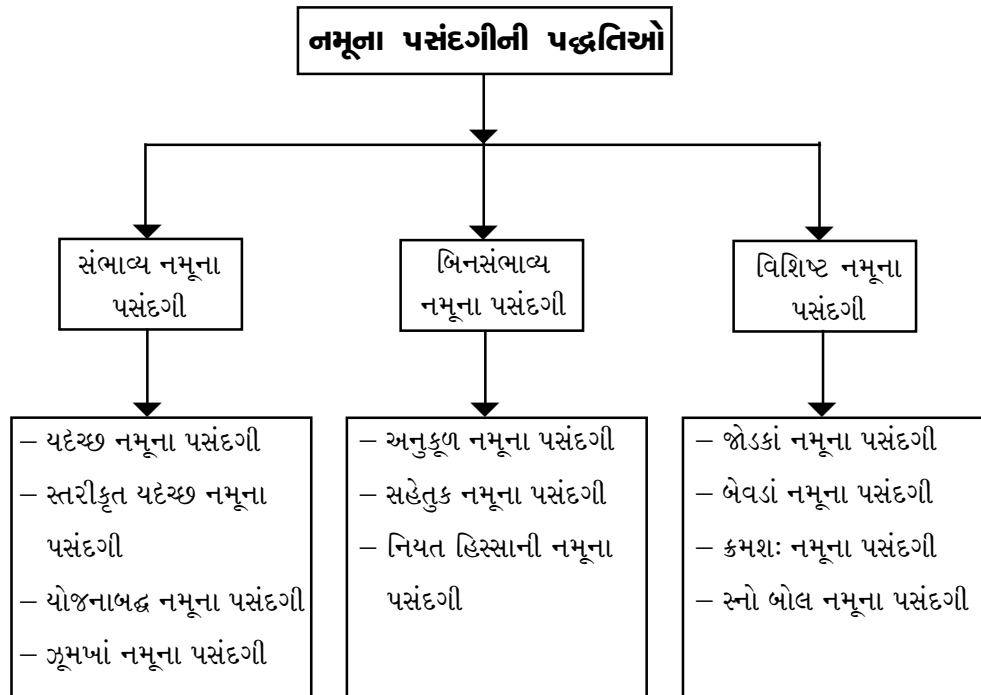 નમૂના પસંદગીની પદ્ધતિઓ
સંભાવ્ય નમૂના
પસંદગી
બિનસંભાવ્ય
નમૂના પસંદગી
વિશિષ્ટ નમૂના
પસંદગી
– યદેચ્છ નમૂના પસંદગી
– સ્તરીકૃત યદેચ્છ નમૂના
પસંદગી
– યોજનાબદ્ધ નમૂના પસંદગી
– ઝૂમખાં નમૂના પસંદગી
– અનુકૂળ નમૂના પસંદગી
– સહેતુક નમૂના પસંદગી
– નિયત હિસ્સાની નમૂના
પસંદગી
– જોડકાં નમૂના પસંદગી
– બેવડાં નમૂના પસંદગી
– ક્રમશઃ નમૂના પસંદગી
– સ્નો બોલ નમૂના પસંદગી